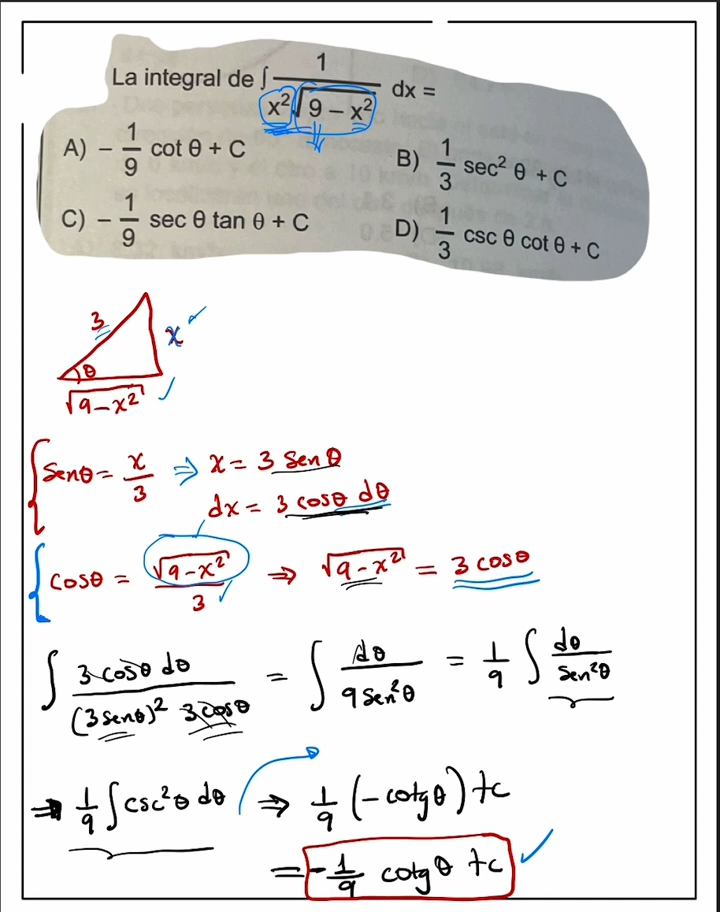 La integral de ∫ 1 / (x² √(9 − x²)) dx =
A) − 1/9 cot θ + C
B) 1/3 sec² θ + C
C) − 1/9 sec θ tan θ + C
D) 1/3 csc θ cot θ + C
3
x
θ
√(9−x²)
Senθ = x/3 ⇒ x = 3 Sen θ
dx = 3 cosθ dθ
cosθ = √(9−x²)/3 ⇒ √(9−x²) = 3 cosθ
∫ 3 cosθ dθ / ((3 senθ)² 3 cosθ) = ∫ dθ / (9 Sen²θ) = 1/9 ∫ dθ / Sen²θ
⇒ 1/9 ∫ csc²θ dθ ⇒ 1/9 (−cotgθ) + c
= − 1/9 cotg θ + c